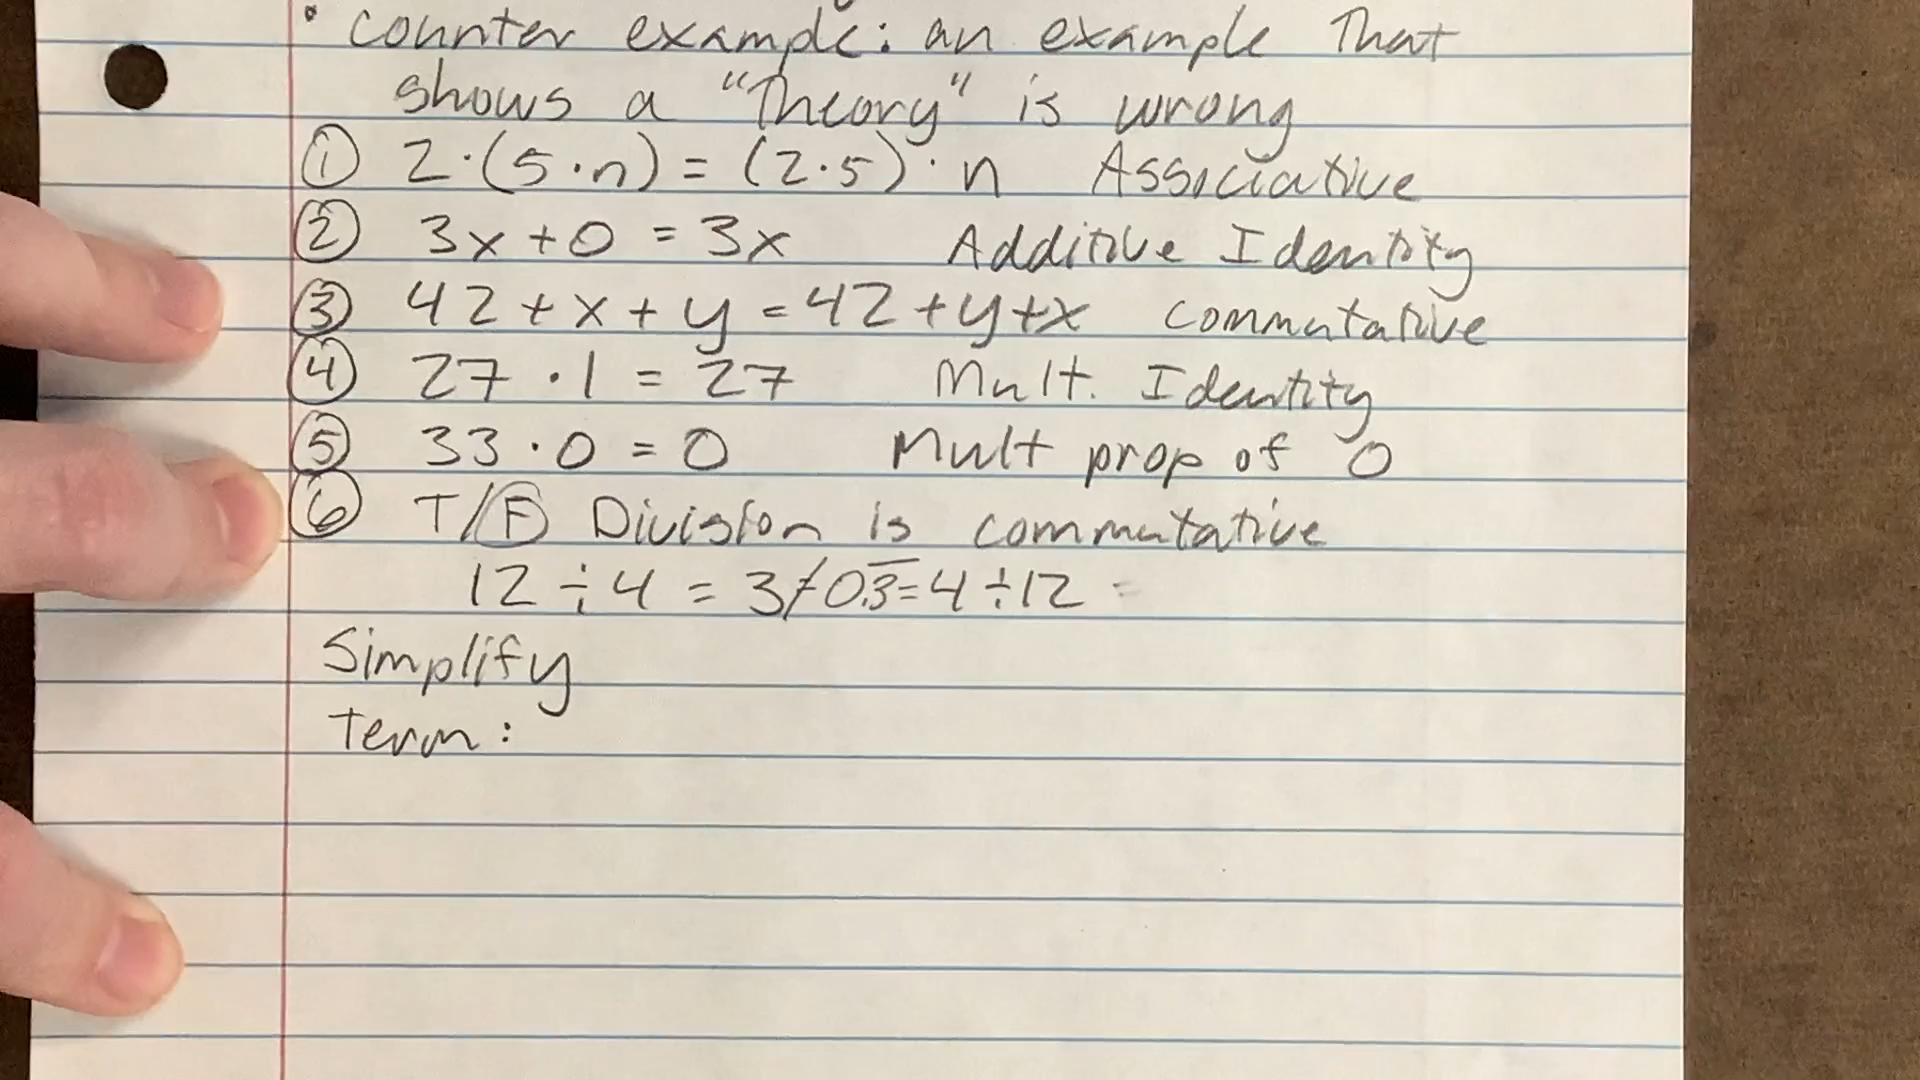 • Counter example: an example that
shows a "Theory" is wrong
① 2·(5·n) = (2·5)·n Associative
② 3x+0 = 3x Additive Identity
③ 42+x+y=42+y+x commutative
④ 27·1 = 27 Mult. Identity
⑤ 33·0=0 Mult prop of 0
⑥ T/F Division is commutative
12÷4 = 3≠0.3̅=4÷12 =
Simplify
Term: